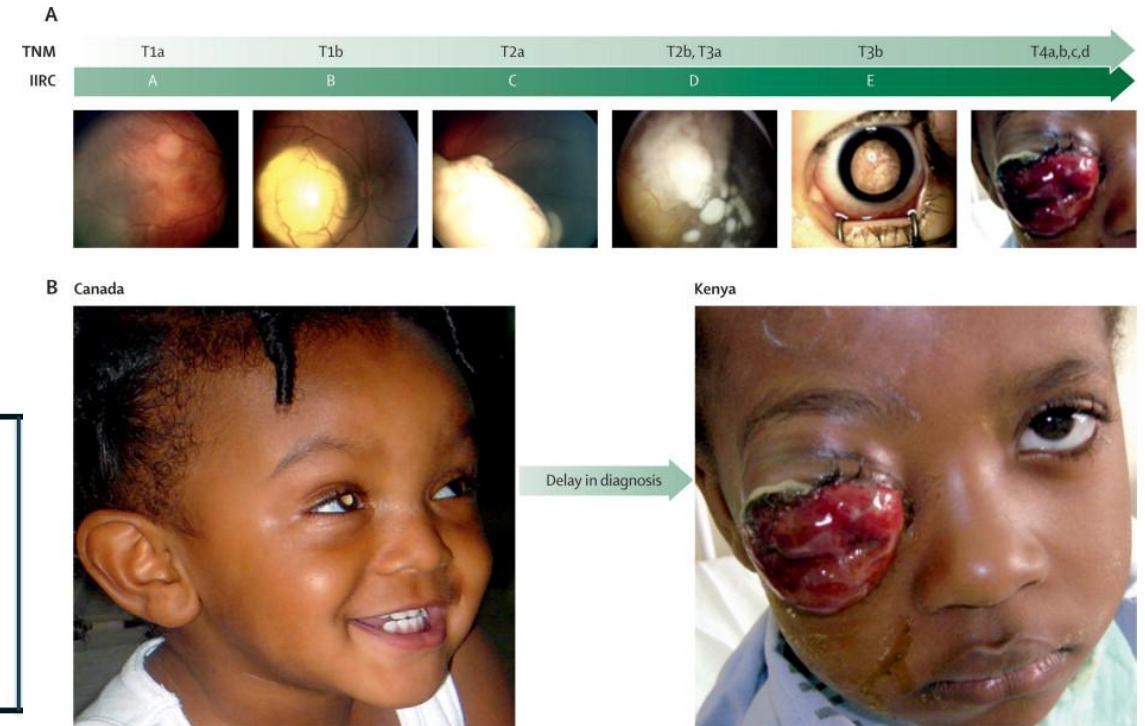 A
TNM T1a T1b T2a T2b, T3a T3b T4a,b,c,d
IIRC A B C D E
B Canada Kenya
Delay in diagnosis